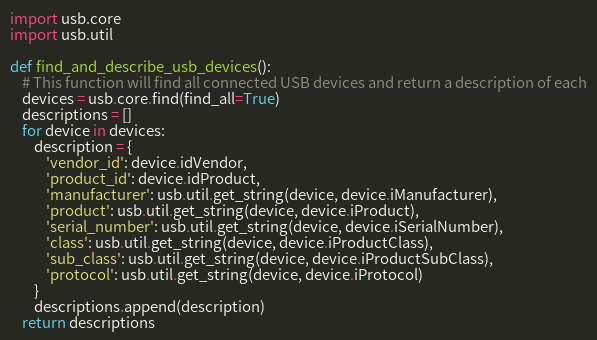 import usb.core
import usb.util

def find_and_describe_usb_devices():
    # This function will find all connected USB devices and return a description of each
    devices = usb.core.find(find_all=True)
    descriptions = []
    for device in devices:
        description = {
            'vendor_id': device.idVendor,
            'product_id': device.idProduct,
            'manufacturer': usb.util.get_string(device, device.iManufacturer),
            'product': usb.util.get_string(device, device.iProduct),
            'serial_number': usb.util.get_string(device, device.iSerialNumber),
            'class': usb.util.get_string(device, device.iProductClass),
            'sub_class': usb.util.get_string(device, device.iProductSubClass),
            'protocol': usb.util.get_string(device, device.iProtocol)
        }
        descriptions.append(description)
    return descriptions